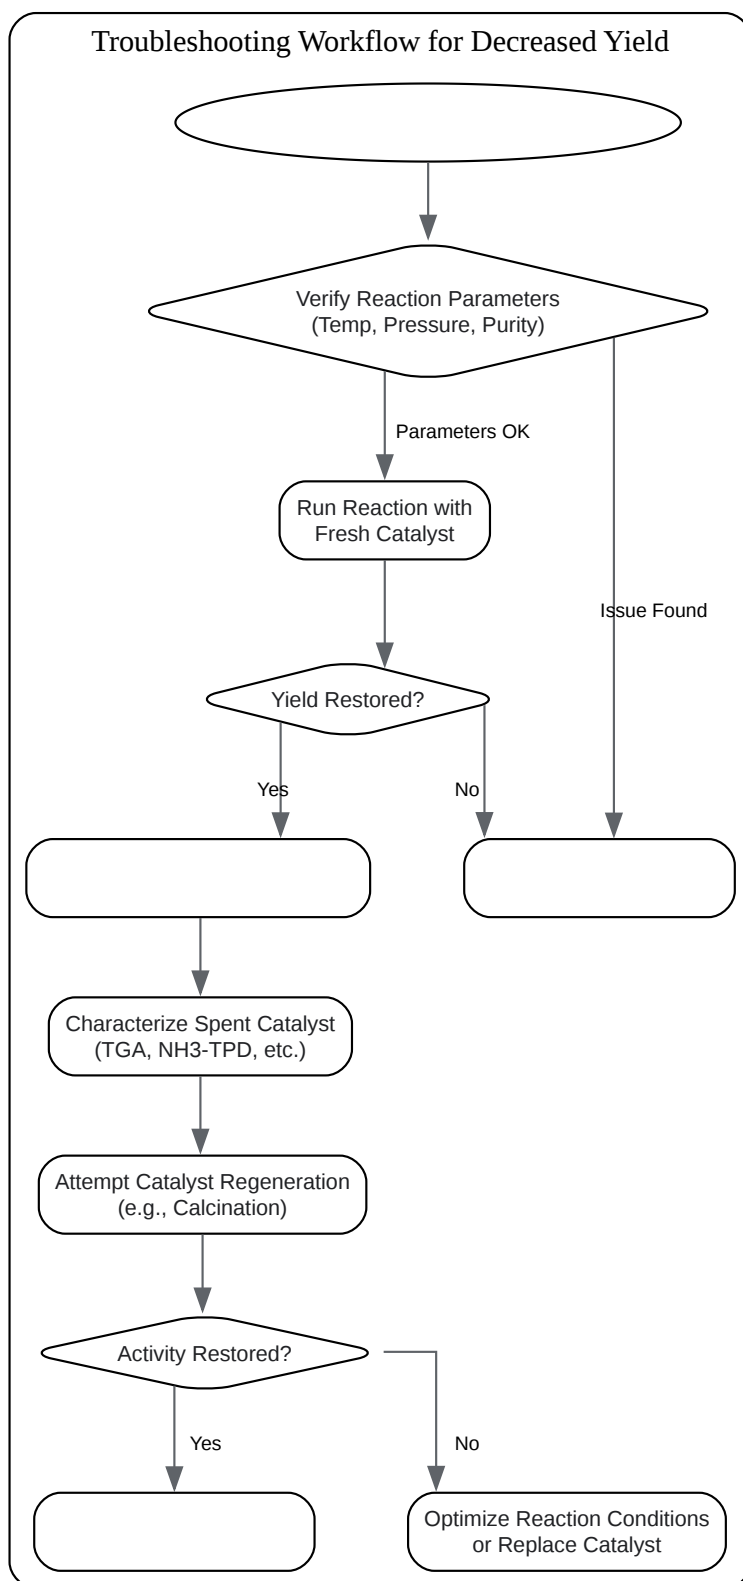 Troubleshooting Workflow for Decreased Yield
Verify Reaction Parameters
(Temp, Pressure, Purity)
Parameters OK
Run Reaction with
Fresh Catalyst
Issue Found
Yield Restored?
Yes
No
Characterize Spent Catalyst
(TGA, NH3-TPD, etc.)
Attempt Catalyst Regeneration
(e.g., Calcination)
Activity Restored?
Yes
No
Optimize Reaction Conditions
or Replace Catalyst